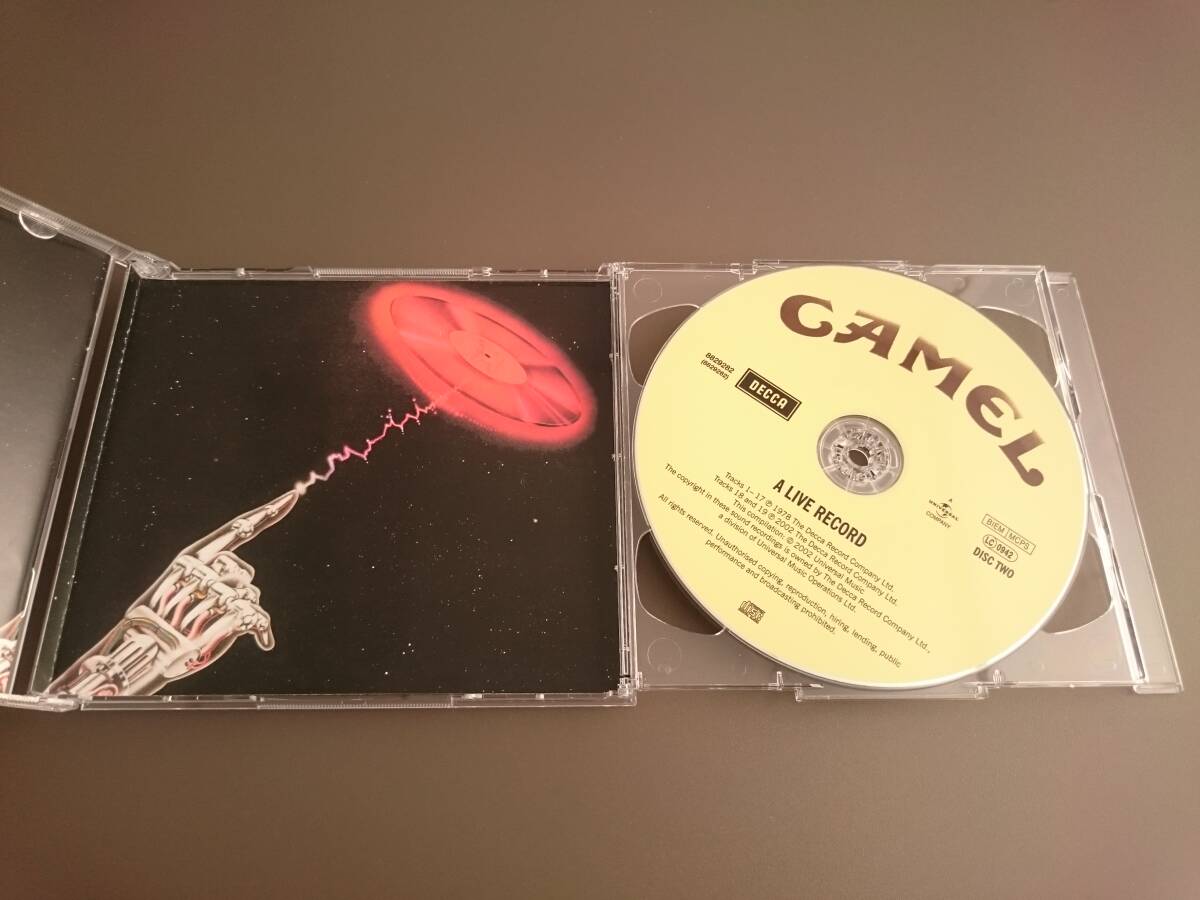 CAMEL
8829282
(8829282)
DECCA
A LIVE RECORD
Tracks 1–17 ℗ 1978 The Decca Record Company Ltd.
Tracks 18 and 19 ℗ 2002 The Decca Record Company Ltd.
This compilation: ℗ 2002 Universal Music
The copyright in these sound recordings is owned by The Decca Record Company Ltd.,
a division of Universal Music Operations Ltd.
All rights reserved. Unauthorised copying, reproduction, hiring, lending, public
performance and broadcasting prohibited.
A
UNIVERSAL
COMPANY
BIEM MCPS
LC 0942
DISC TWO